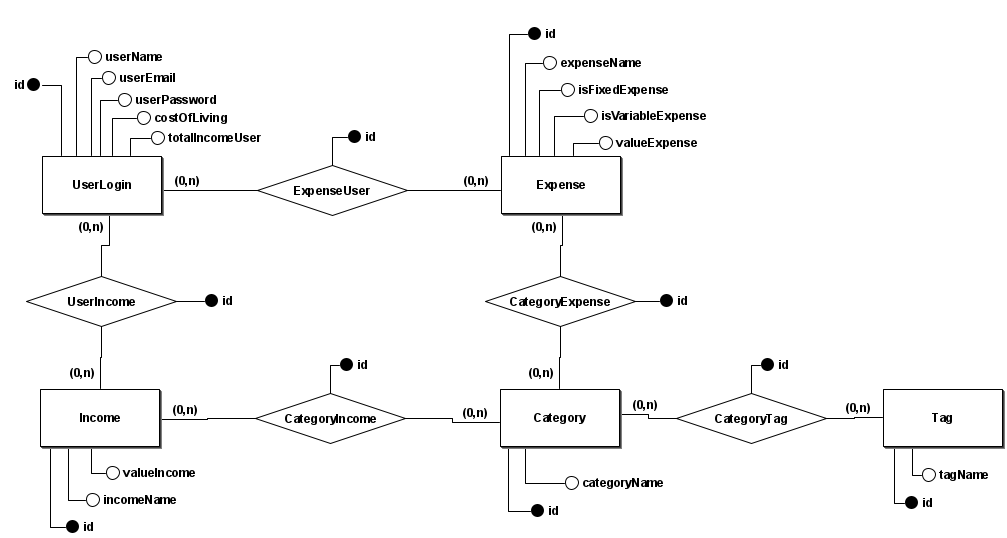 id
userName
userEmail
id
userPassword
costOfLiving
totalIncomeUser
UserLogin
(0,n)
id
ExpenseUser
(0,n)
id
expenseName
isFixedExpense
isVariableExpense
valueExpense
Expense
(0,n)
UserIncome
id
(0,n)
(0,n)
CategoryExpense
id
(0,n)
Income
(0,n)
id
CategoryIncome
(0,n)
Category
(0,n)
id
CategoryTag
(0,n)
Tag
valueIncome
incomeName
id
categoryName
id
tagName
id